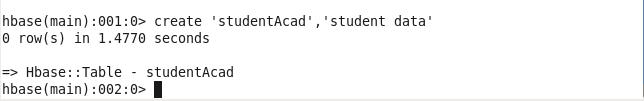 hbase(main):001:0> create 'studentAcad','student data'
0 row(s) in 1.4770 seconds
=> Hbase::Table - studentAcad
hbase(main):002:0>